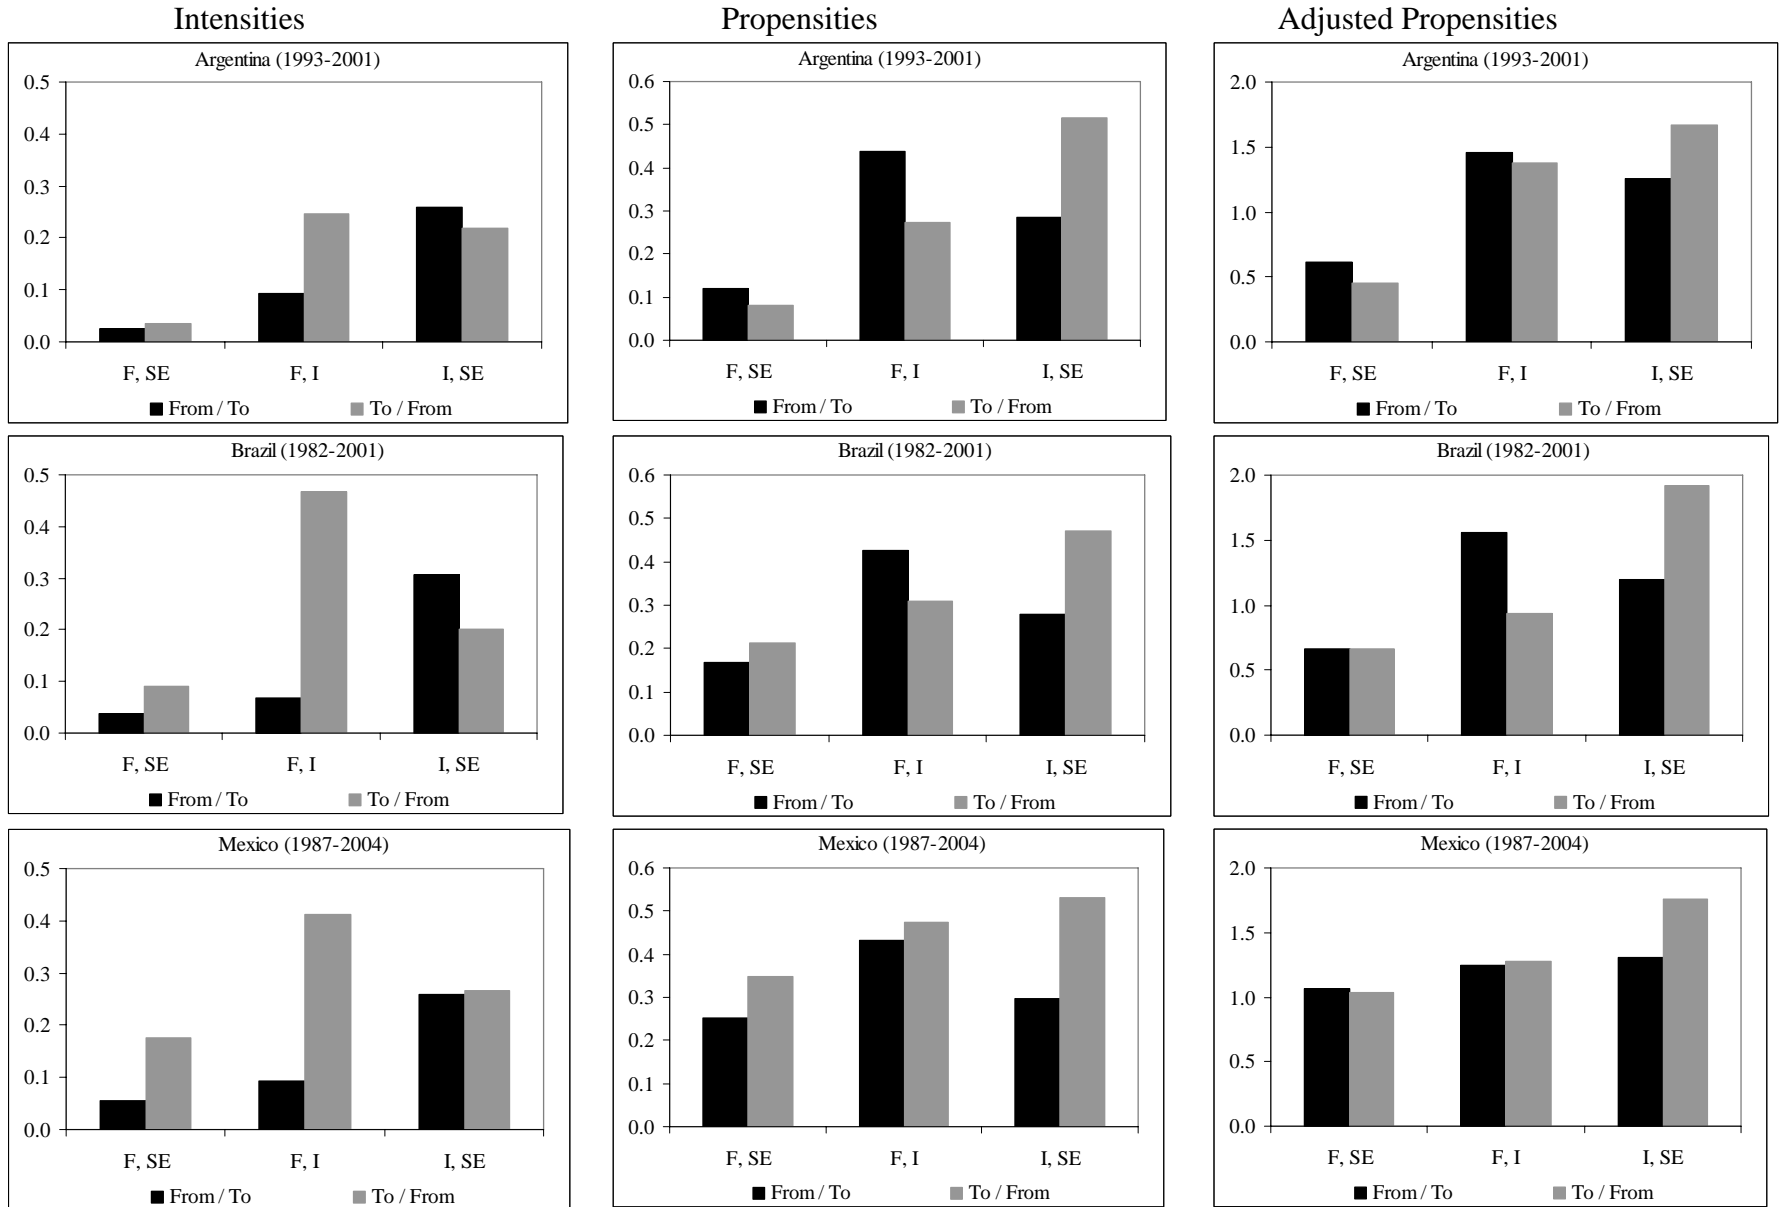 Intensities
Propensities
Adjusted Propensities
Argentina (1993-2001)
0.5
0.4
0.3
0.2
0.1
0.0
F, SE
F, I
I, SE
From / To
To / From
Argentina (1993-2001)
0.6
0.5
0.4
0.3
0.2
0.1
0.0
F, SE
F, I
I, SE
From / To
To / From
Argentina (1993-2001)
2.0
1.5
1.0
0.5
0.0
F, SE
F, I
I, SE
From / To
To / From
Brazil (1982-2001)
0.5
0.4
0.3
0.2
0.1
0.0
F, SE
F, I
I, SE
From / To
To / From
Brazil (1982-2001)
0.6
0.5
0.4
0.3
0.2
0.1
0.0
F, SE
F, I
I, SE
From / To
To / From
Brazil (1982-2001)
2.0
1.5
1.0
0.5
0.0
F, SE
F, I
I, SE
From / To
To / From
Mexico (1987-2004)
0.5
0.4
0.3
0.2
0.1
0.0
F, SE
F, I
I, SE
From / To
To / From
Mexico (1987-2004)
0.6
0.5
0.4
0.3
0.2
0.1
0.0
F, SE
F, I
I, SE
From / To
To / From
Mexico (1987-2004)
2.0
1.5
1.0
0.5
0.0
F, SE
F, I
I, SE
From / To
To / From